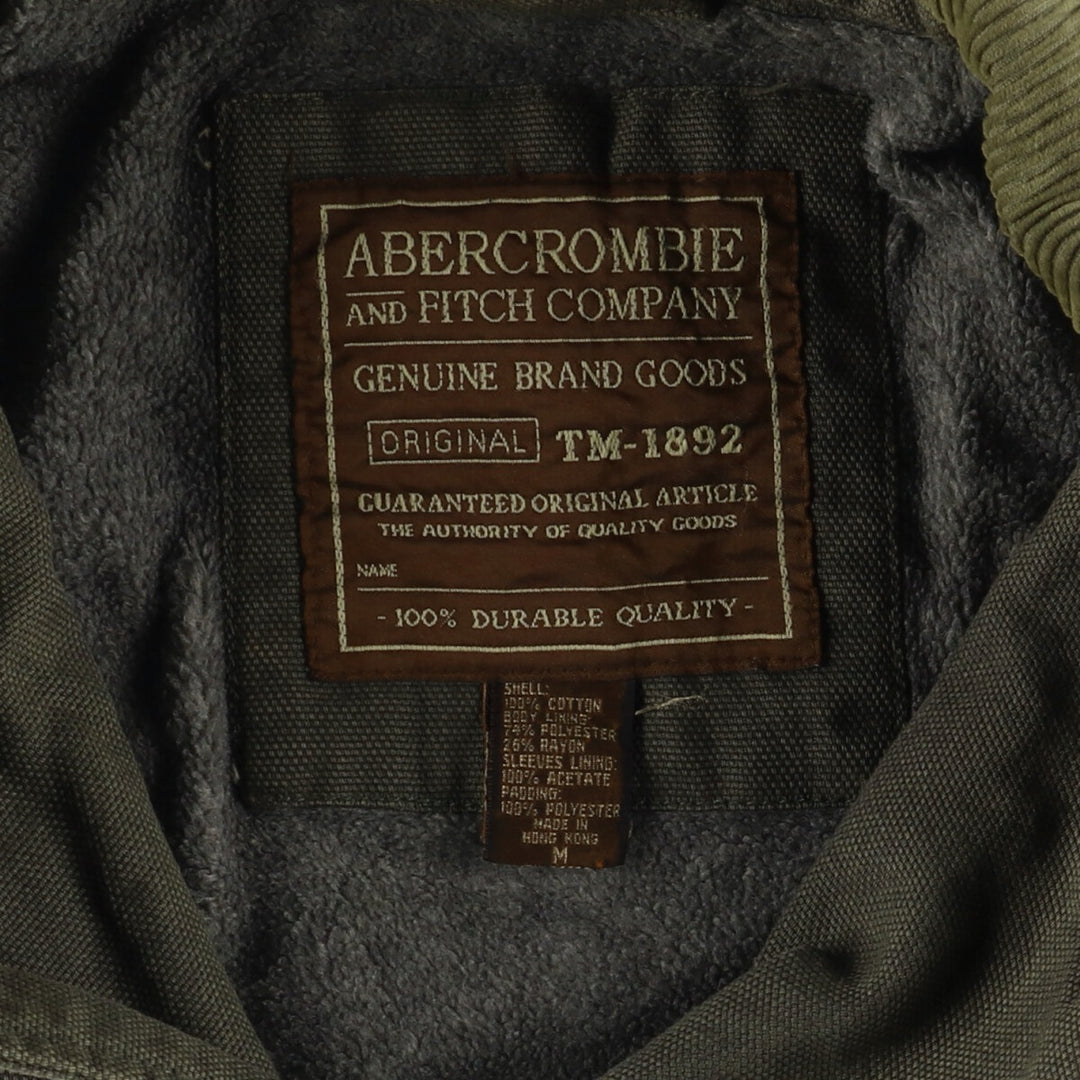 ABERCROMBIE
AND FITCH COMPANY
GENUINE BRAND GOODS
ORIGINAL TM-1892
GUARANTEED ORIGINAL ARTICLE
THE AUTHORITY OF QUALITY GOODS
NAME
- 100% DURABLE QUALITY -
SHELL:
100% COTTON
BODY LINING:
74% POLYESTER
26% RAYON
SLEEVES LINING:
100% ACETATE
PADDING:
100% POLYESTER
MADE IN
HONG KONG
M